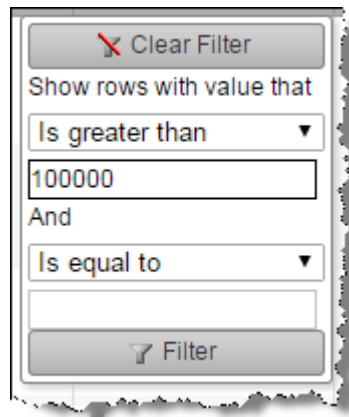 Clear Filter
Show rows with value that
Is greater than
100000
And
Is equal to
Filter